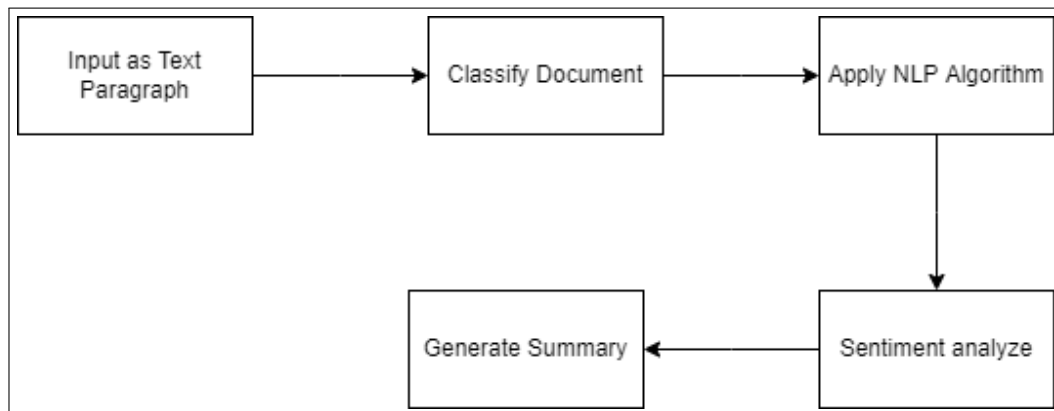 Input as Text
Paragraph
Classify Document
Apply NLP Algorithm
Generate Summary
Sentiment analyze